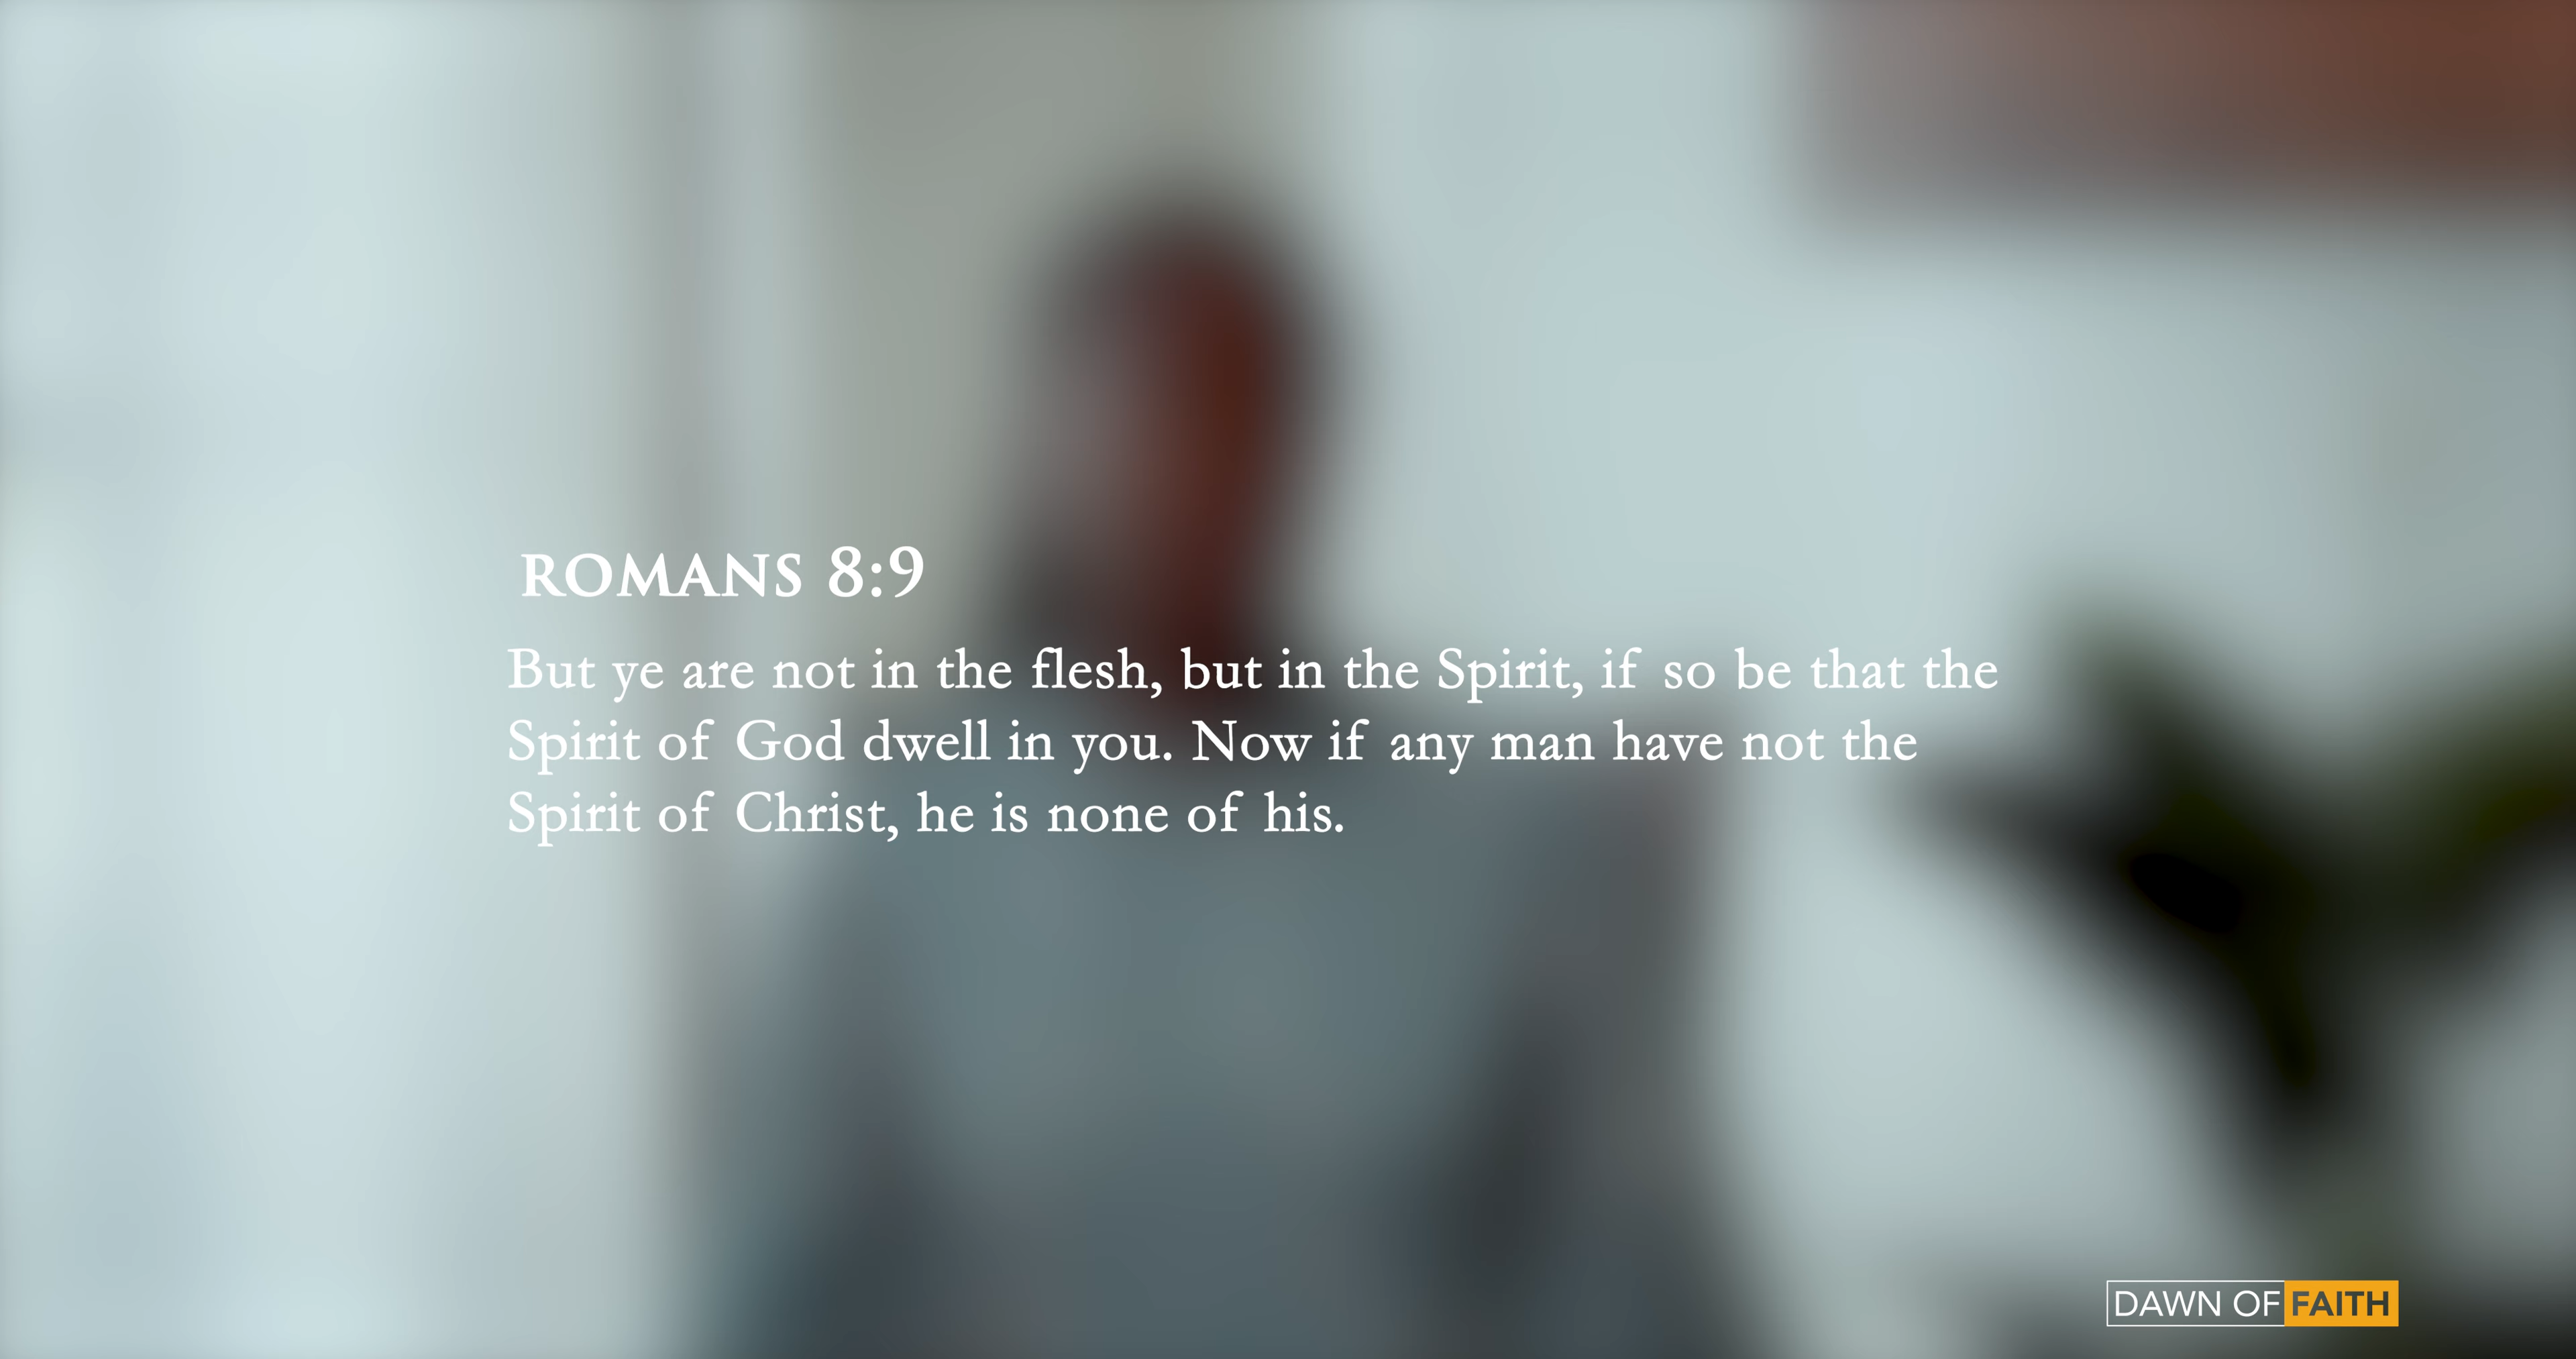 ROMANS 8:9
But ye are not in the flesh, but in the Spirit, if so be that the
Spirit of God dwell in you. Now if any man have not the
Spirit of Christ, he is none of his.
DAWN OF FAITH